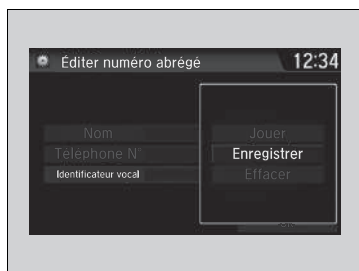 Éditer numéro abrégé 12:34
Nom
Jouer
Téléphone N°
Enregistrer
Identificateur vocal
Effacer